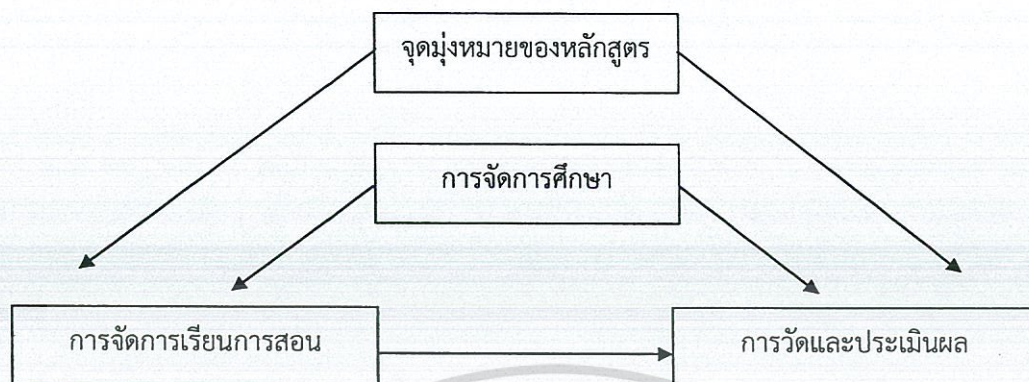 จุดมุ่งหมายของหลักสูตร
การจัดการศึกษา
การจัดการเรียนการสอน
การวัดและประเมินผล